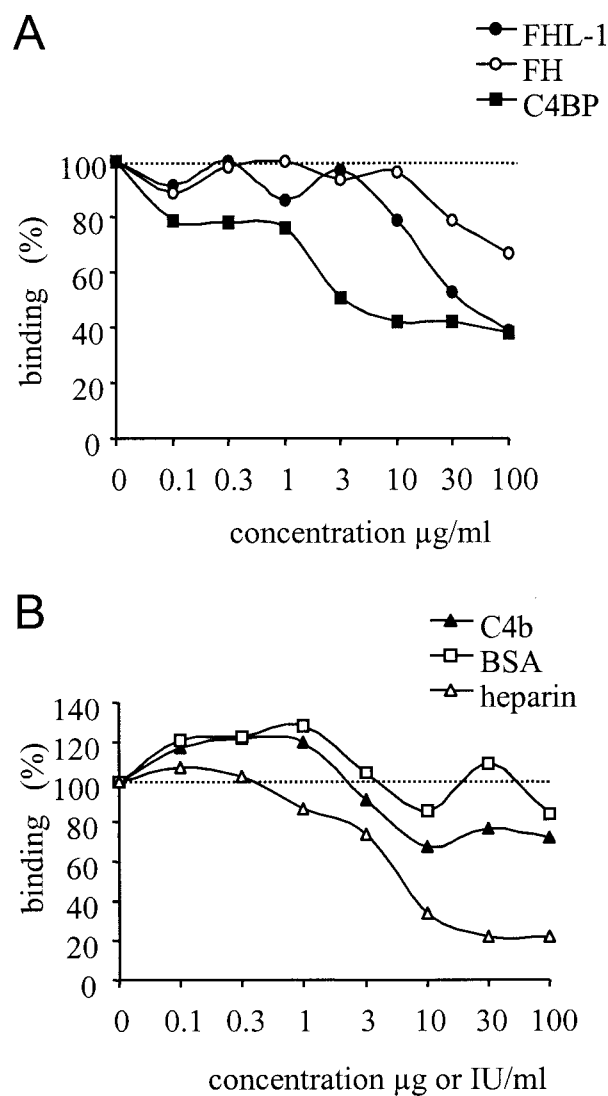 A
FHL-1
FH
C4BP
100
80
60
40
20
0
binding (%)
0 0.1 0.3 1 3 10 30 100
concentration µg/ml
B
C4b
BSA
heparin
140
120
100
80
60
40
20
0
binding (%)
0 0.1 0.3 1 3 10 30 100
concentration µg or IU/ml